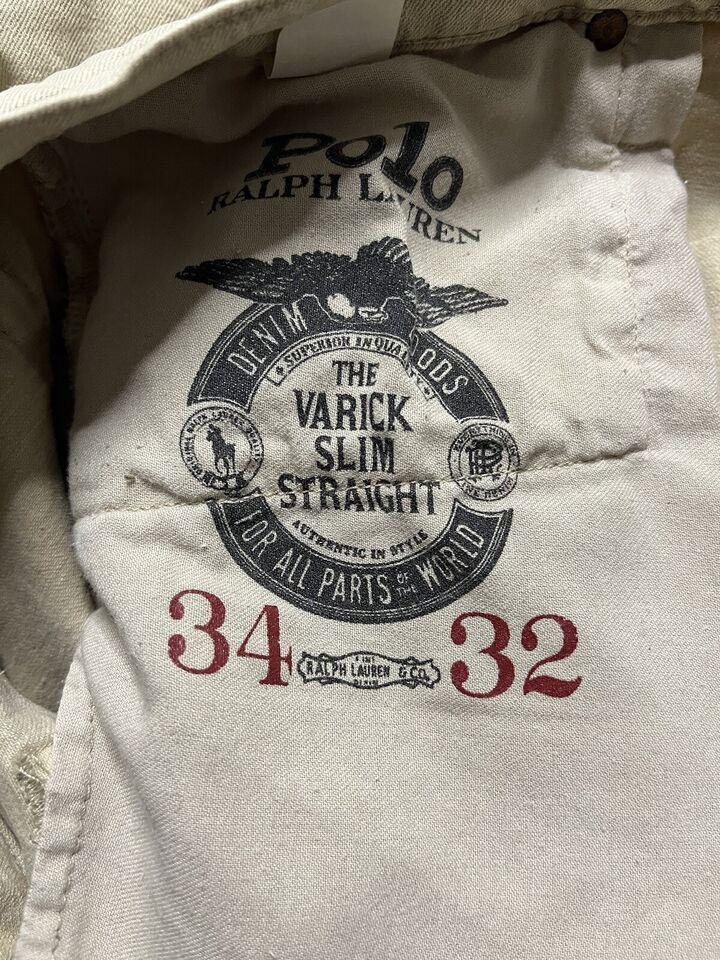 Polo
RALPH LAUREN
DENIM GOODS
SUPERIOR IN QUALITY
THE
VARICK
SLIM
STRAIGHT
AUTHENTIC IN STYLE
FOR ALL PARTS OF THE WORLD
34 32
RALPH LAUREN & CO.